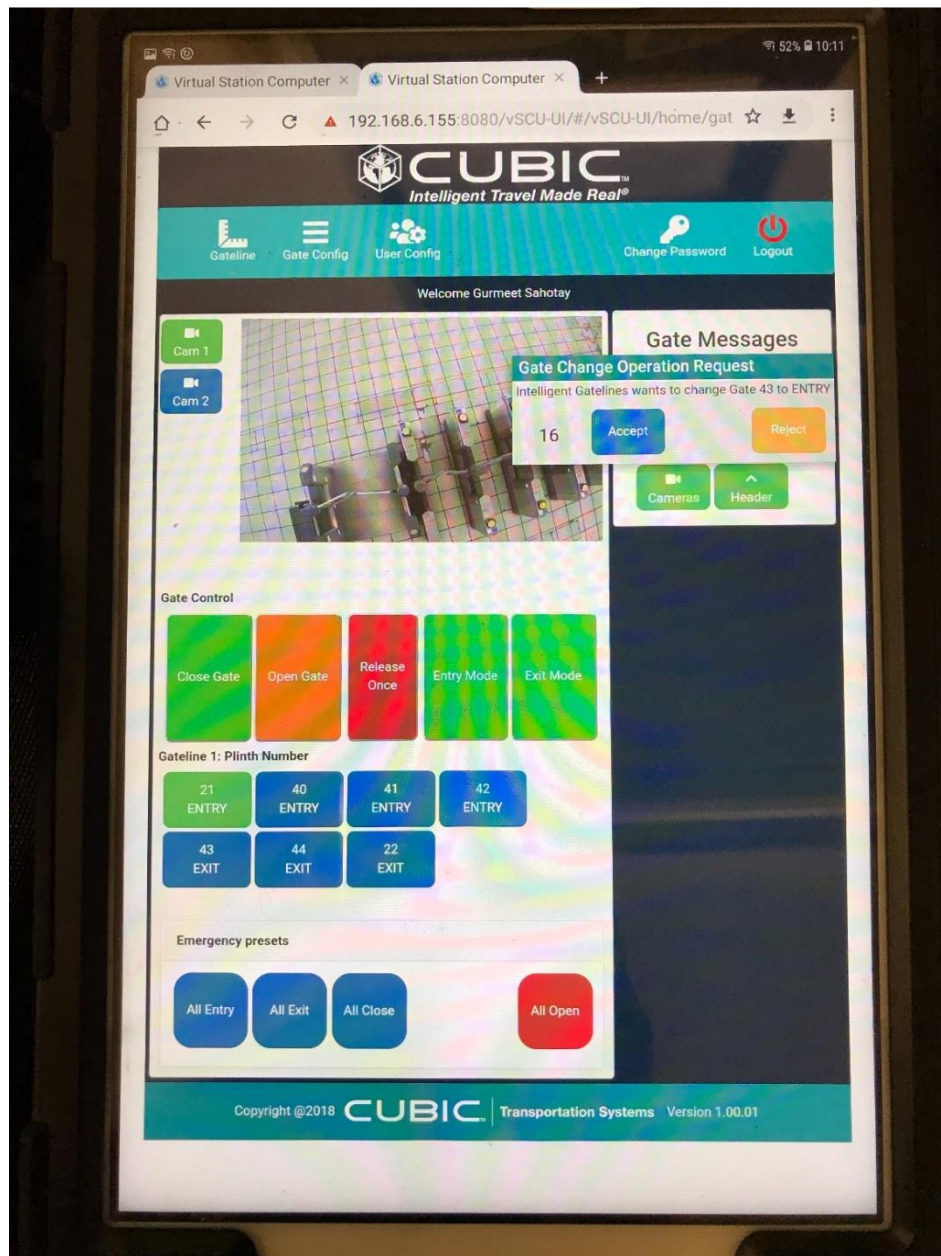 52% 10:11
Virtual Station Computer × Virtual Station Computer × +
192.168.6.155:8080/vSCU-UI/#/vSCU-UI/home/gat
CUBIC™
Intelligent Travel Made Real®
Gateline Gate Config User Config Change Password Logout
Welcome Gurmeet Sahotay
Cam 1
Cam 2
Gate Messages
Gate Change Operation Request
Intelligent Gatelines wants to change Gate 43 to ENTRY
16 Accept Reject
Cameras Header
Gate Control
Close Gate Open Gate Release Once Entry Mode Exit Mode
Gateline 1: Plinth Number
21 40 41 42
ENTRY ENTRY ENTRY ENTRY
43 44 22
EXIT EXIT EXIT
Emergency presets
All Entry All Exit All Close All Open
Copyright @2018 CUBIC™ Transportation Systems Version 1.00.01